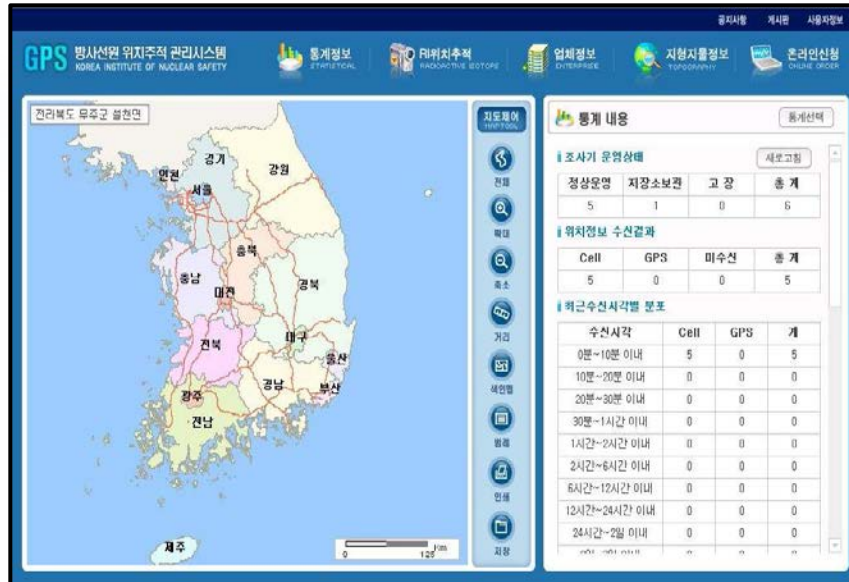 공지사항 게시판 사용자정보
GPS 방사선원 위치추적 관리시스템
KOREA INSTITUTE OF NUCLEAR SAFETY
통계정보
STATISTICAL
RI위치추적
RADIOACTIVE ISOTOPE
업체정보
ENTERPRISE
지형지물정보
TOPOGRAPHY
온라인신청
ONLINE ORDER
전라북도 무주군 설천면
경기
강원
인천
서울
충북
충남
경북
대전
전북
대구
울산
경남
부산
광주
전남
제주
Km
0 125
지도제어
MAP TOOL
전체
확대
축소
거리
색인맵
범례
인쇄
저장
통계 내용
통계선택
조사기 운영상태
새로고침
정상운영 저장소보관 고 장 총 계
5 1 0 6
위치정보 수신결과
Cell GPS 미수신 총 계
5 0 0 5
최근수신시각별 분포
수신시각 Cell GPS 계
0분~10분 이내 5 0 5
10분~20분 이내 0 0 0
20분~30분 이내 0 0 0
30분~1시간 이내 0 0 0
1시간~2시간 이내 0 0 0
2시간~6시간 이내 0 0 0
6시간~12시간 이내 0 0 0
12시간~24시간 이내 0 0 0
24시간~2일 이내 0 0 0